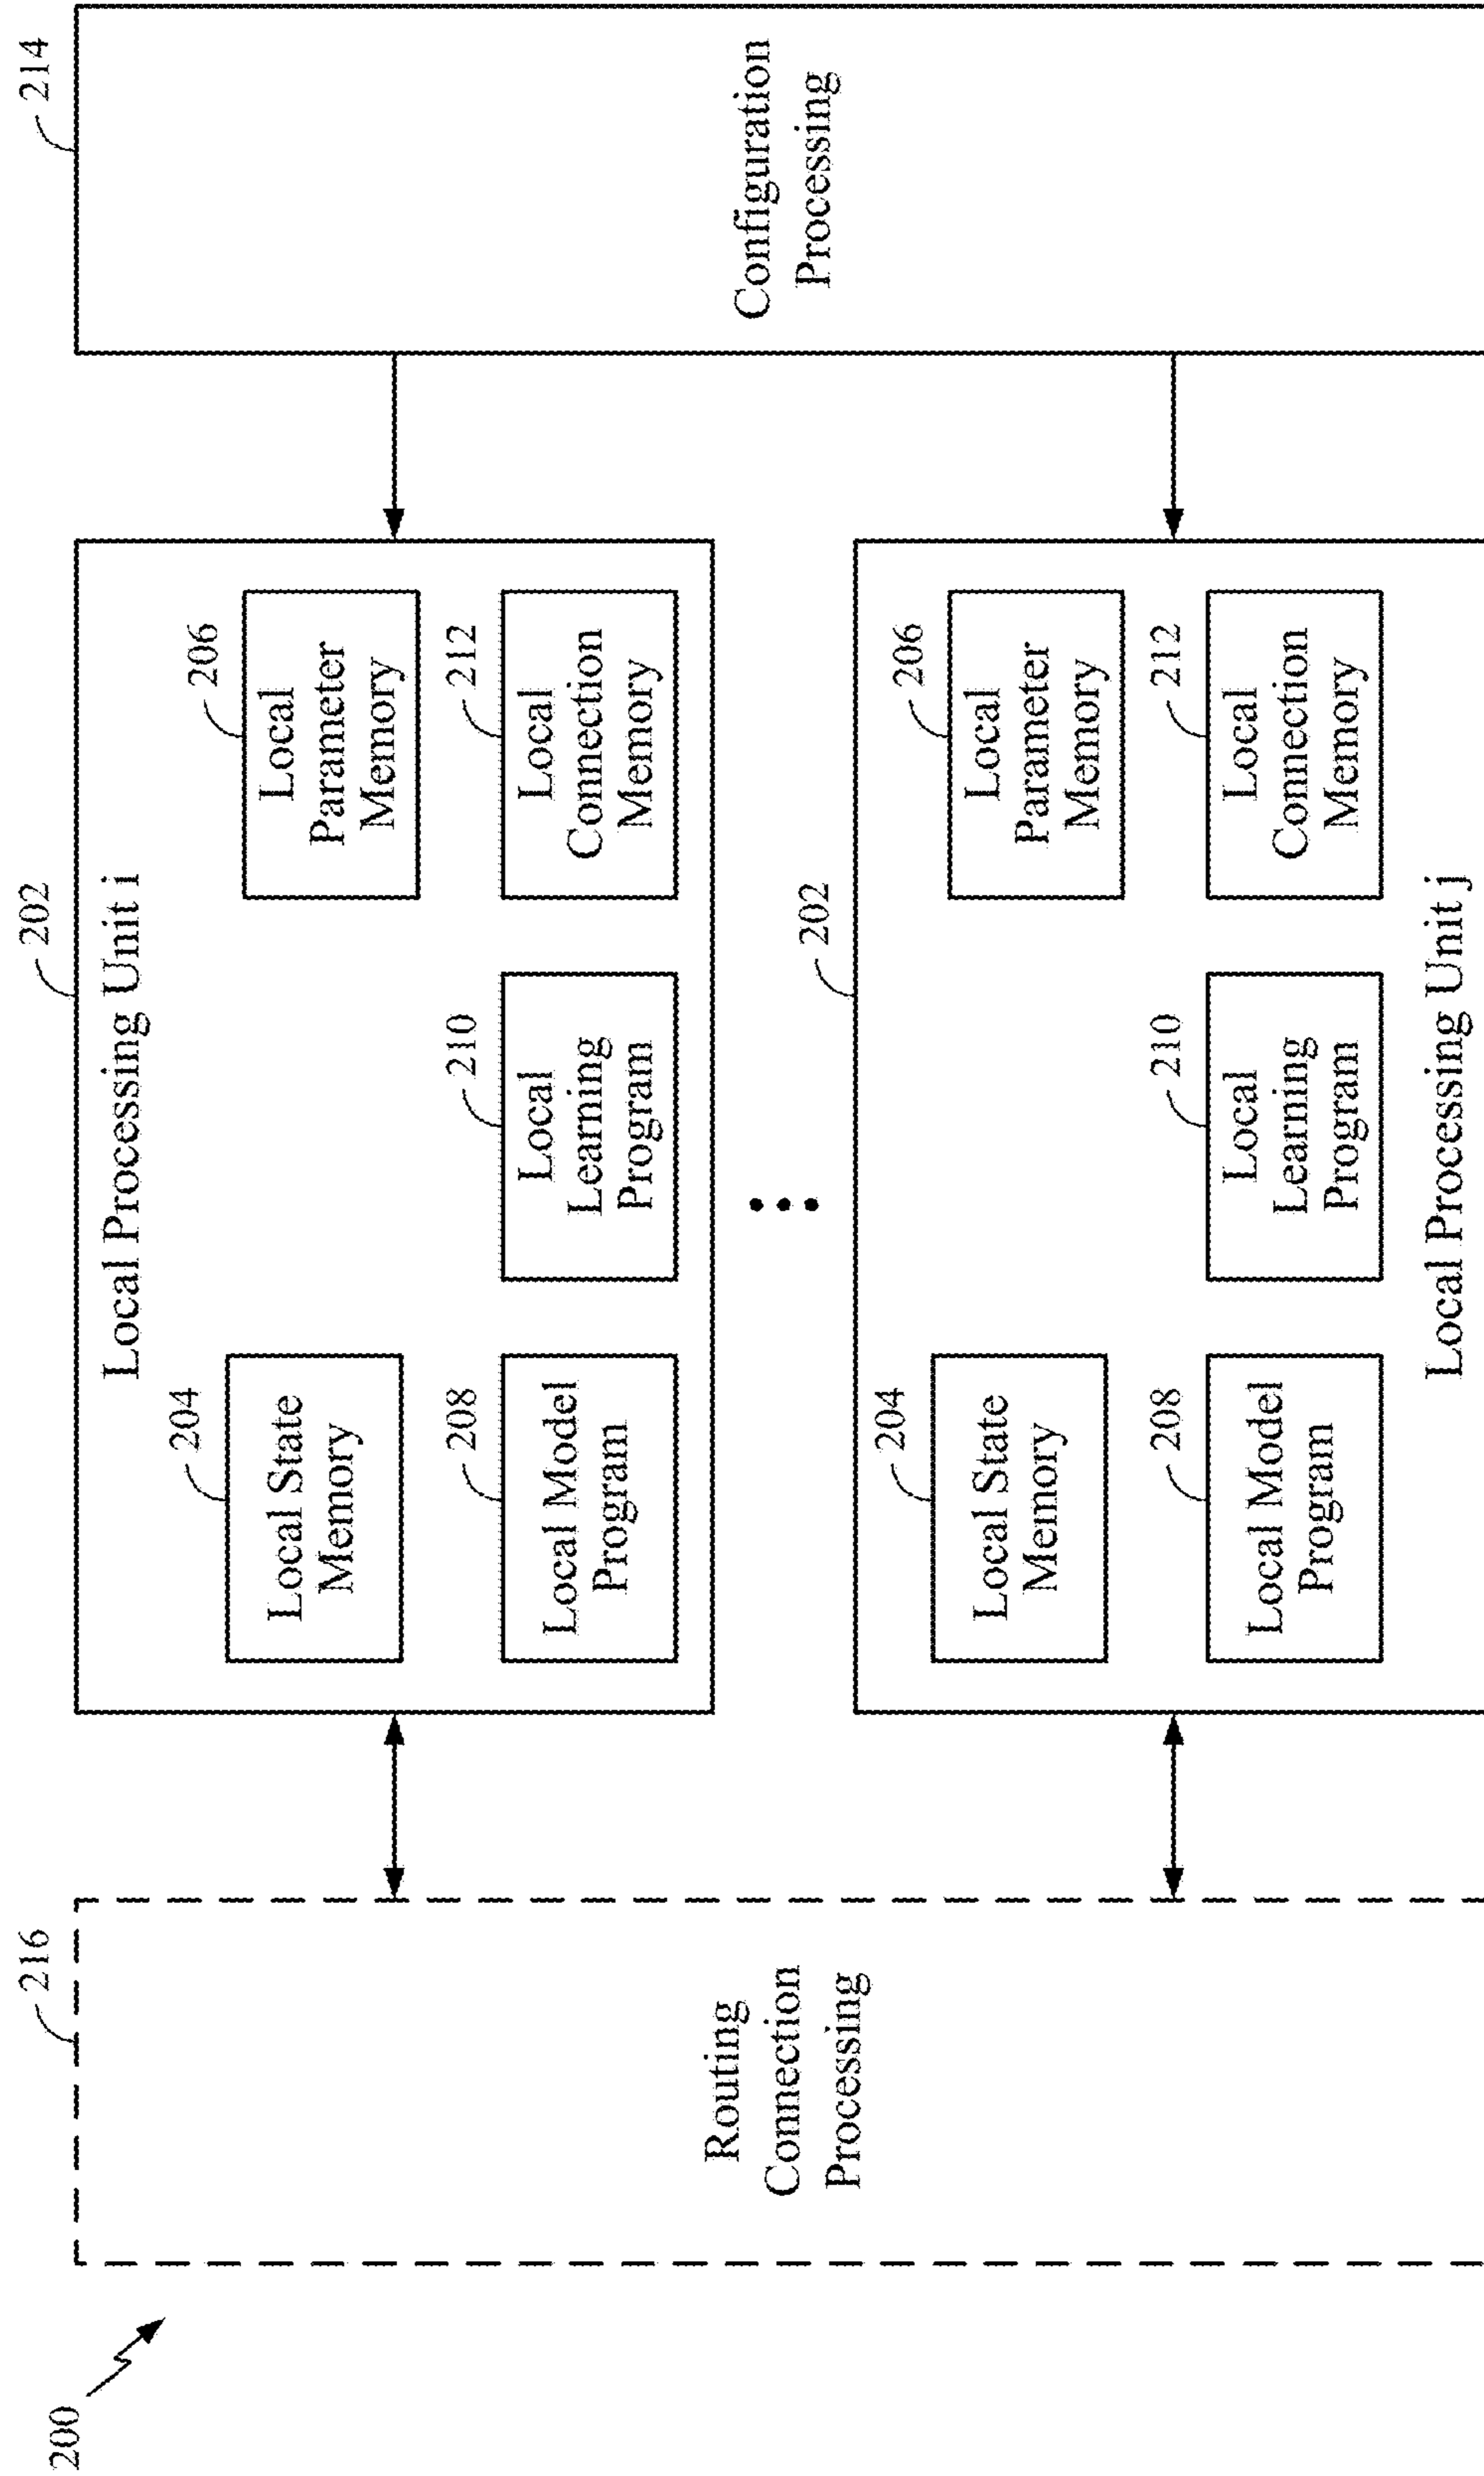 200
216
Routing
Connection
Processing
202
Local Processing Unit i
204
Local State
Memory
206
Local
Parameter
Memory
208
Local Model
Program
210
Local
Learning
Program
212
Local
Connection
Memory
202
204
Local State
Memory
206
Local
Parameter
Memory
208
Local Model
Program
210
Local
Learning
Program
212
Local
Connection
Memory
Local Processing Unit j
214
Configuration
Processing